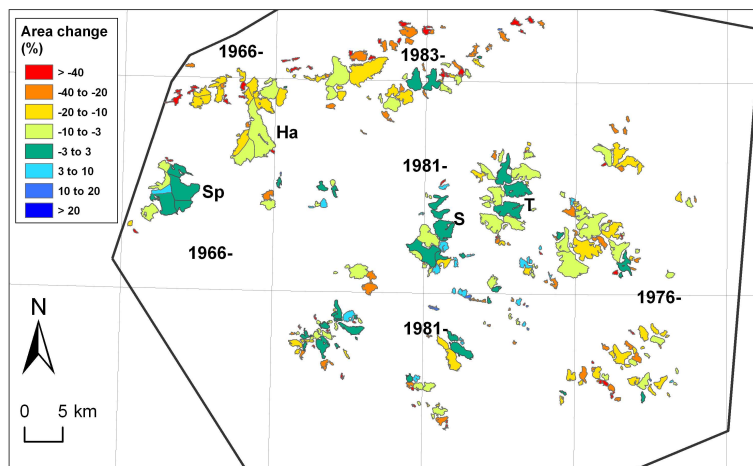 Area change
(%)
> -40
-40 to -20
-20 to -10
-10 to -3
-3 to 3
3 to 10
10 to 20
> 20
1966-
1983-
Ha
1981-
Sp
S
T
1966-
1976-
N
1981-
0 5 km